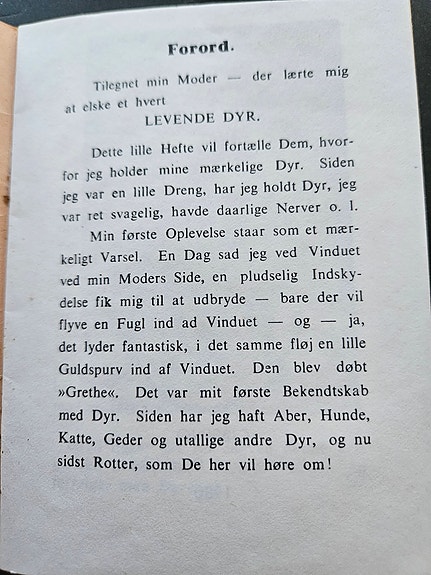 Forord.
Tilegnet min Moder — der lærte mig
at elske et hvert
LEVENDE DYR.
Dette lille Hefte vil fortælle Dem, hvor-
for jeg holder mine mærkelige Dyr. Siden
jeg var en lille Dreng, har jeg holdt Dyr, jeg
var ret svagelig, havde daarlige Nerver o. l.
Min første Oplevelse staar som et mær-
keligt Varsel. En Dag sad jeg ved Vinduet
ved min Moders Side, en pludselig Indsky-
delse fik mig til at udbryde — bare der vil
flyve en Fugl ind ad Vinduet — og — ja,
det lyder fantastisk, i det samme fløj en lille
Guldspurv ind af Vinduet. Den blev døbt
»Grethe«. Det var mit første Bekendtskab
med Dyr. Siden har jeg haft Aber, Hunde,
Katte, Geder og utallige andre Dyr, og nu
sidst Rotter, som De her vil høre om!